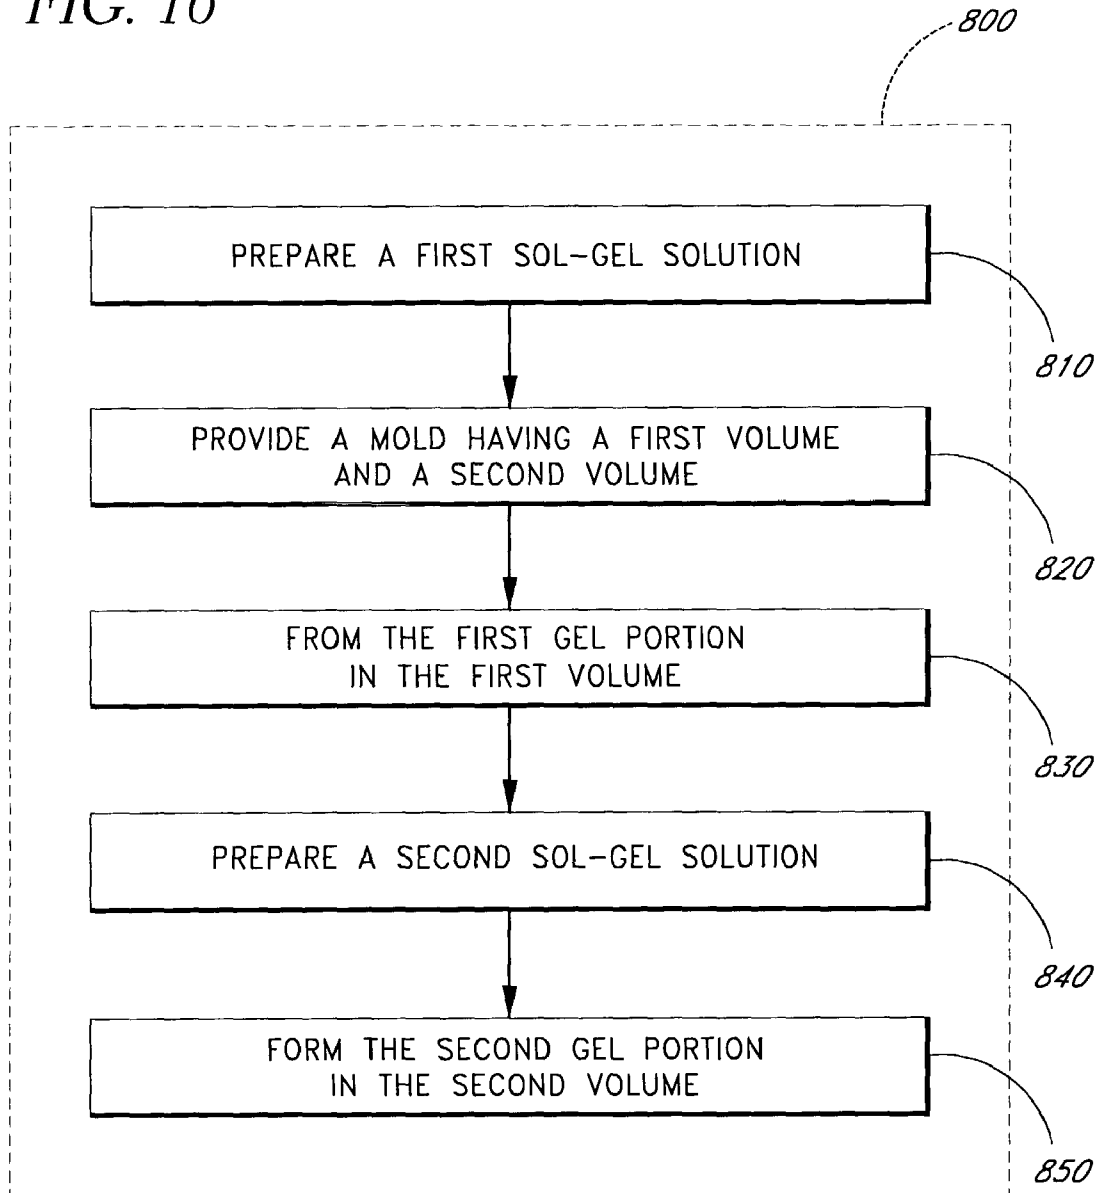 FIG. 16
800
PREPARE A FIRST SOL-GEL SOLUTION
810
PROVIDE A MOLD HAVING A FIRST VOLUME
AND A SECOND VOLUME
820
FROM THE FIRST GEL PORTION
IN THE FIRST VOLUME
830
PREPARE A SECOND SOL-GEL SOLUTION
840
FORM THE SECOND GEL PORTION
IN THE SECOND VOLUME
850